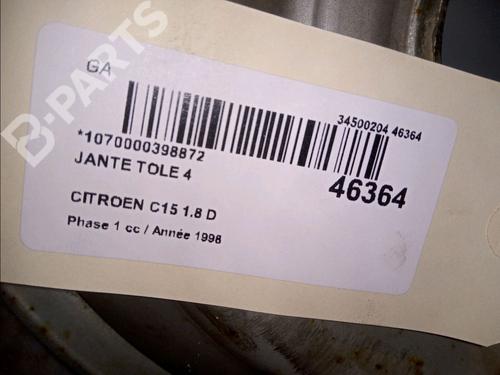 GA
34500204 46364
*1070000398872
46364
JANTE TOLE 4
CITROEN C15 1.8 D
Phase 1 cc / Année 1998
B-PARTS